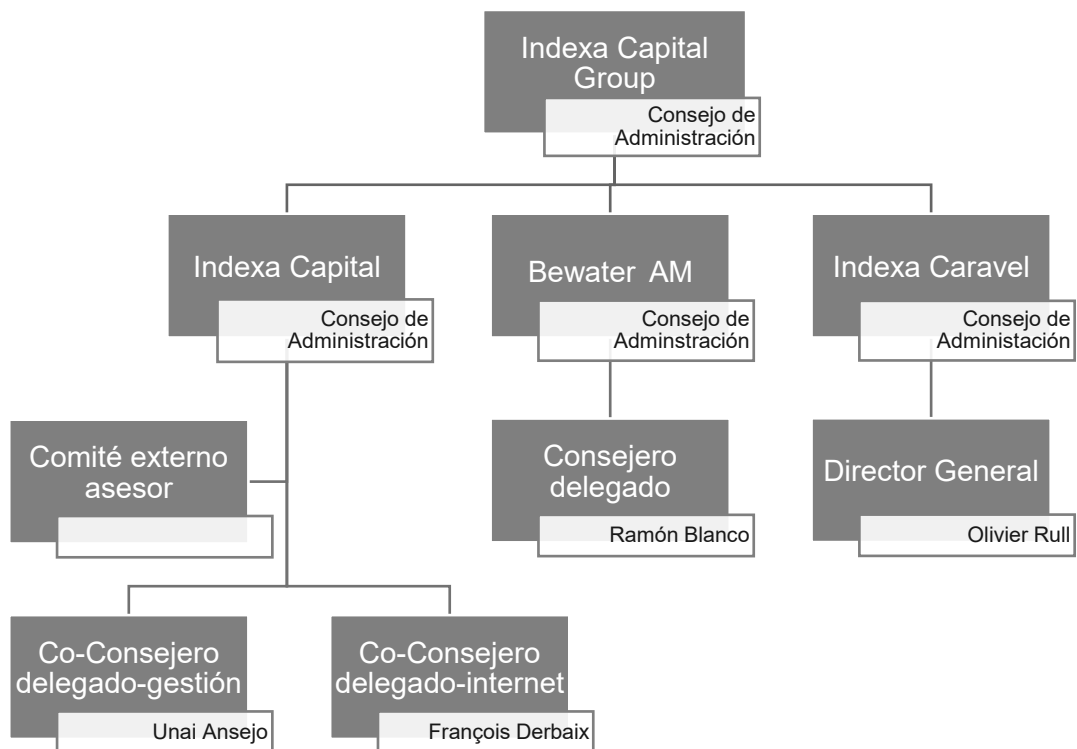 Indexa Capital
Group
Consejo de
Administración
Indexa Capital
Consejo de
Administración
Bewater AM
Consejo de
Adminstración
Indexa Caravel
Consejo de
Administación
Comité externo
asesor
Consejero
delegado
Ramón Blanco
Director General
Olivier Rull
Co-Consejero
delegado-gestión
Unai Ansejo
Co-Consejero
delegado-internet
François Derbaix